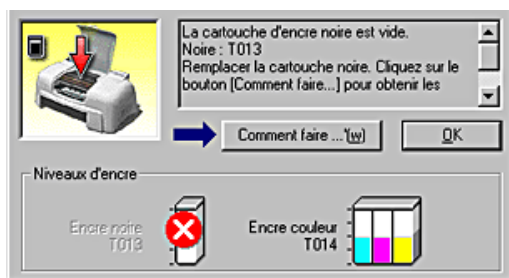 La cartouche d'encre noire est vide.
Noire : T013
Remplacer la cartouche noire. Cliquez sur le
bouton [Comment faire...] pour obtenir les
Comment faire ...'(w)
OK
Niveaux d'encre
Encre noire
T013
Encre couleur
T014